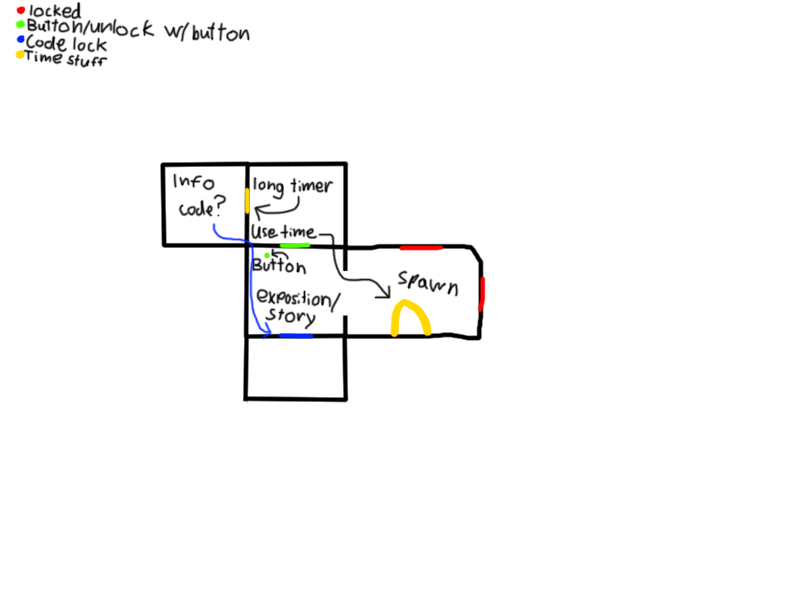 locked
Button/unlock w/button
Code lock
Time stuff
Info
code?
long timer
Use time
Button
exposition/
story
Spawn